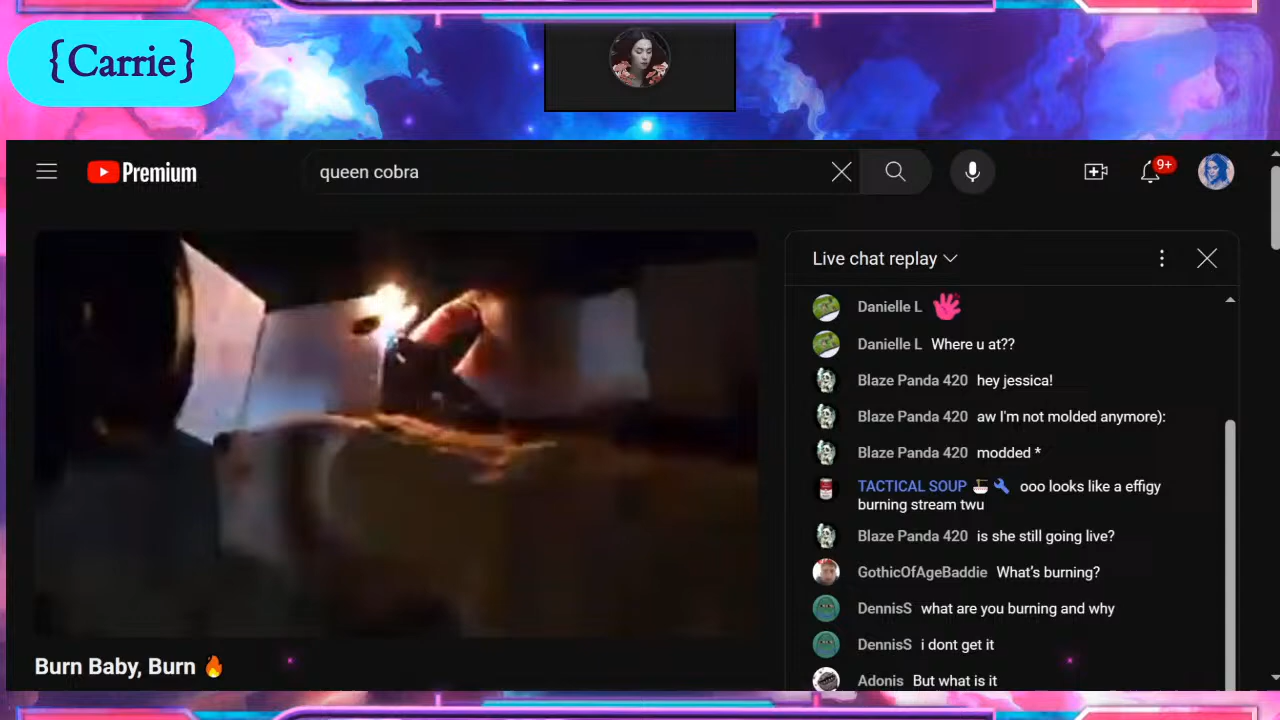 {Carrie}
Premium
queen cobra
9+
Live chat replay
Danielle L
Danielle L Where u at??
Blaze Panda 420 hey jessica!
Blaze Panda 420 aw I'm not molded anymore):
Blaze Panda 420 modded *
TACTICAL SOUP 🍜 🔧 ooo looks like a effigy
burning stream twu
Blaze Panda 420 is she still going live?
GothicOfAgeBaddie What's burning?
DennisS what are you burning and why
DennisS i dont get it
Adonis But what is it
Burn Baby, Burn 🔥